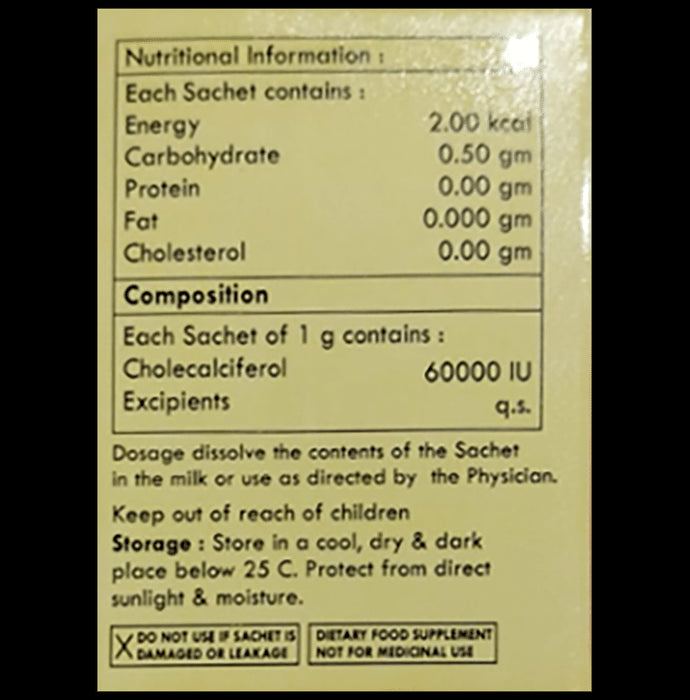 Nutritional Information :
Each Sachet contains :
Energy 2.00 kcal
Carbohydrate 0.50 gm
Protein 0.00 gm
Fat 0.000 gm
Cholesterol 0.00 gm
Composition
Each Sachet of 1 g contains :
Cholecalciferol 60000 IU
Excipients q.s.
Dosage dissolve the contents of the Sachet
in the milk or use as directed by the Physician.
Keep out of reach of children
Storage : Store in a cool, dry & dark
place below 25 C. Protect from direct
sunlight & moisture.
X DO NOT USE IF SACHET IS
DAMAGED OR LEAKAGE
DIETARY FOOD SUPPLEMENT
NOT FOR MEDICINAL USE